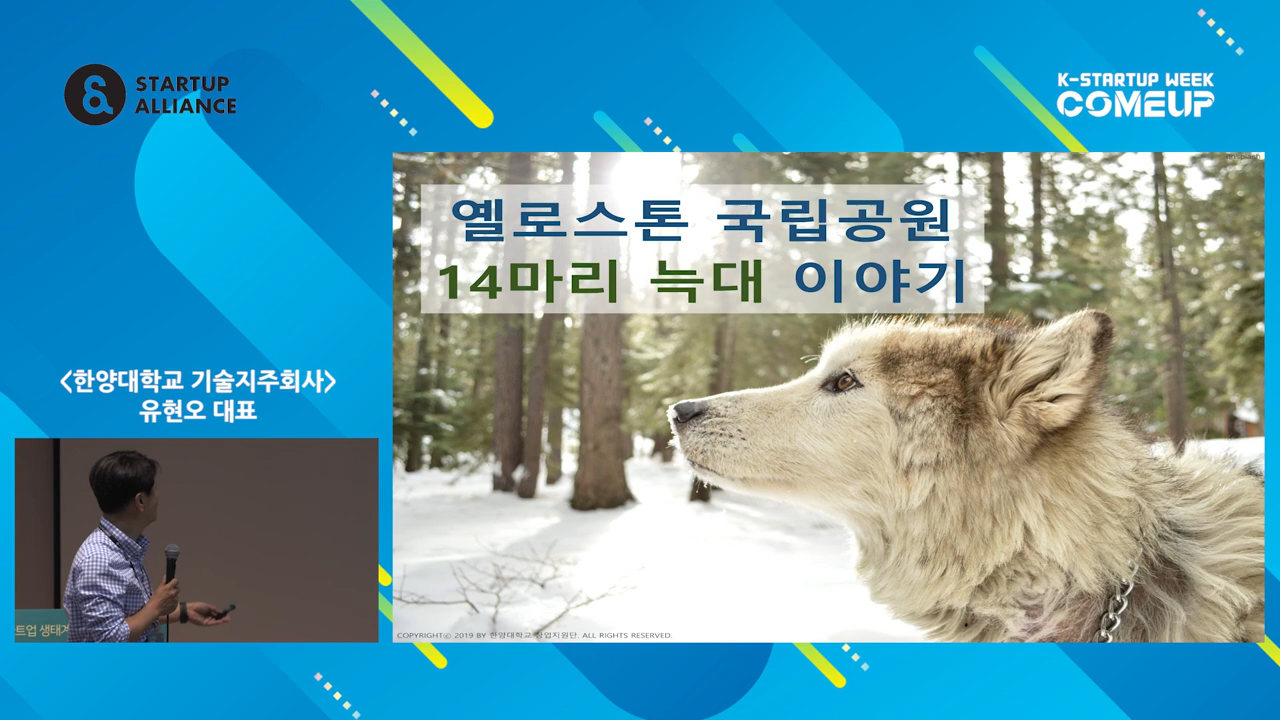 STARTUP
ALLIANCE
K-STARTUP WEEK
COMEUP
옐로스톤 국립공원
14마리 늑대 이야기
<한양대학교 기술지주회사>
유현오 대표
트업 생태계
COPYRIGHTⓒ 2019 BY 한양대학교 창업지원단. ALL RIGHTS RESERVED.